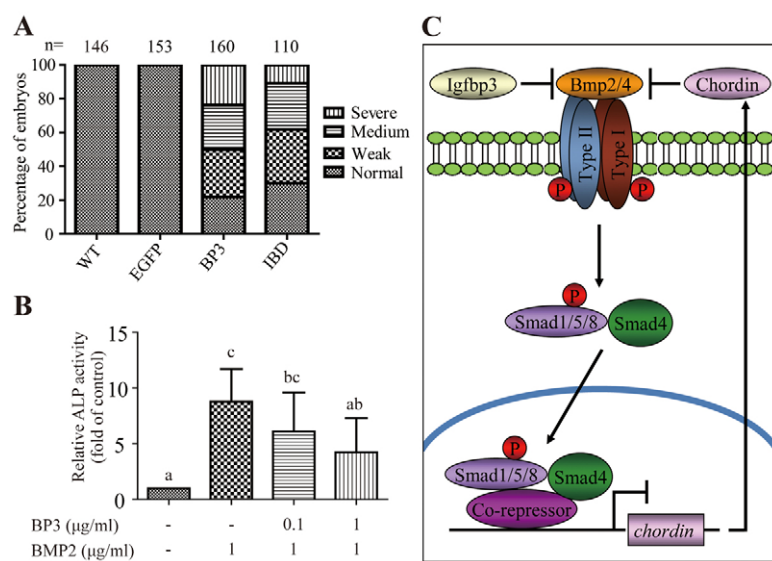 A
n= 146 153 160 110
Percentage of embryos
100
80
60
40
20
0
WT
EGFP
BP3
IBD
Severe
Medium
Weak
Normal
B
Relative ALP activity
(fold of control)
15
10
5
0
a
c
bc
ab
BP3 (μg/ml) - - 0.1 1
BMP2 (μg/ml) - 1 1 1
C
Igfbp3
Bmp2/4
Chordin
Type II
Type I
P
P
P
Smad1/5/8
Smad4
P
Smad1/5/8
Smad4
Co-repressor
chordin